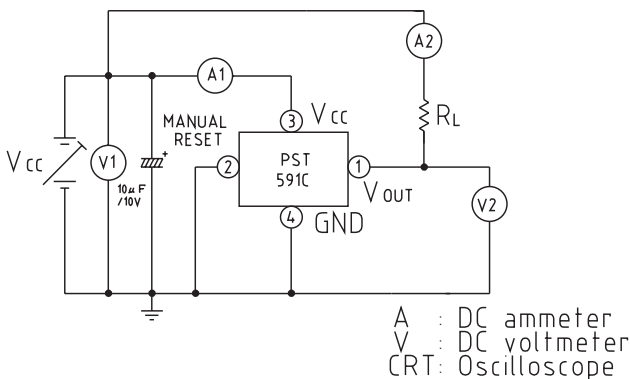 A2
A1
RL
VCC
3
MANUAL
RESET
+
VCC
V1
PST
591C
2
1
10μF
/10V
VOUT
V2
4
GND
A : DC ammeter
V : DC voltmeter
CRT: Oscilloscope